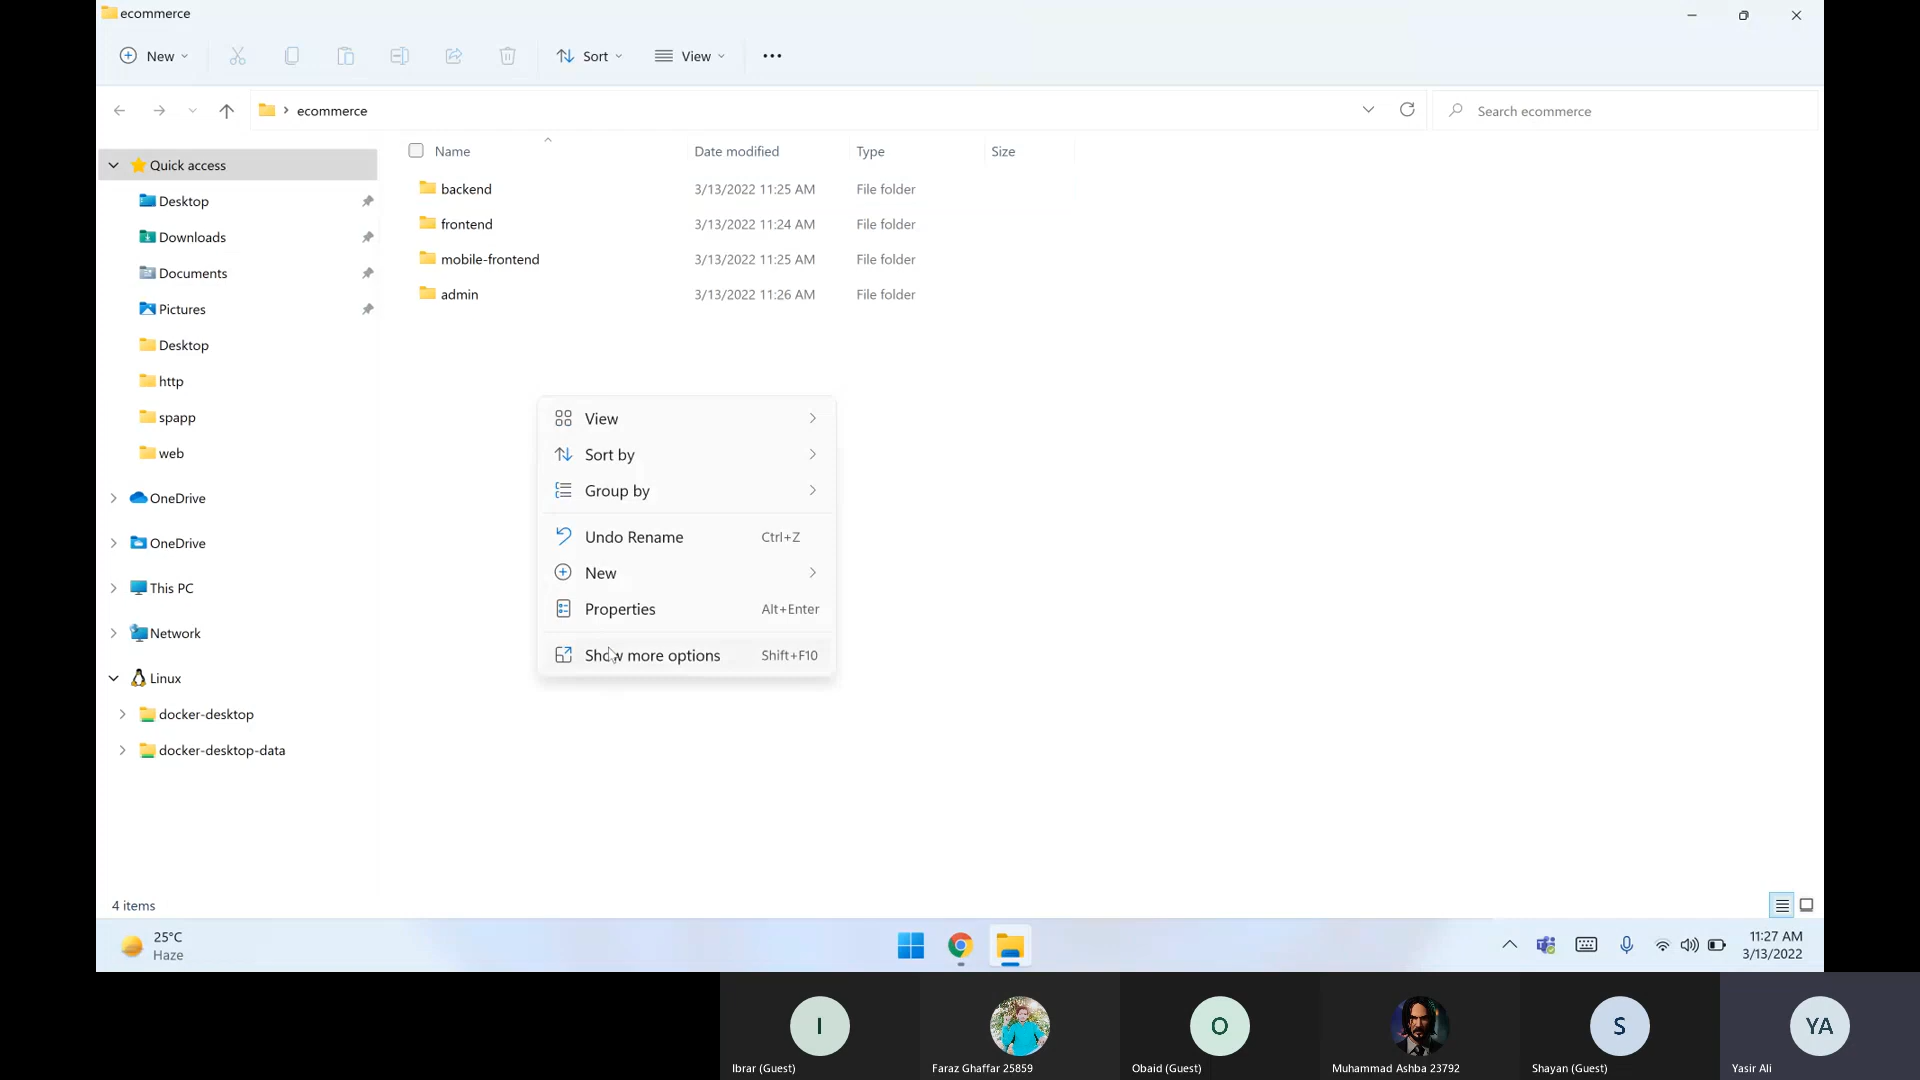 ecommerce
New
Sort
View
ecommerce
Search ecommerce
Name
Date modified
Type
Size
Quick access
Desktop
Downloads
Documents
Pictures
Desktop
http
spapp
web
OneDrive
OneDrive
This PC
Network
Linux
docker-desktop
docker-desktop-data
backend 3/13/2022 11:25 AM File folder
frontend 3/13/2022 11:24 AM File folder
mobile-frontend 3/13/2022 11:25 AM File folder
admin 3/13/2022 11:26 AM File folder
View
Sort by
Group by
Undo Rename Ctrl+Z
New
Properties Alt+Enter
Show more options Shift+F10
4 items
25°C
Haze
11:27 AM
3/13/2022
I
O
S
YA
Ibrar (Guest)
Faraz Ghaffar 25859
Obaid (Guest)
Muhammad Ashba 23792
Shayan (Guest)
Yasir Ali